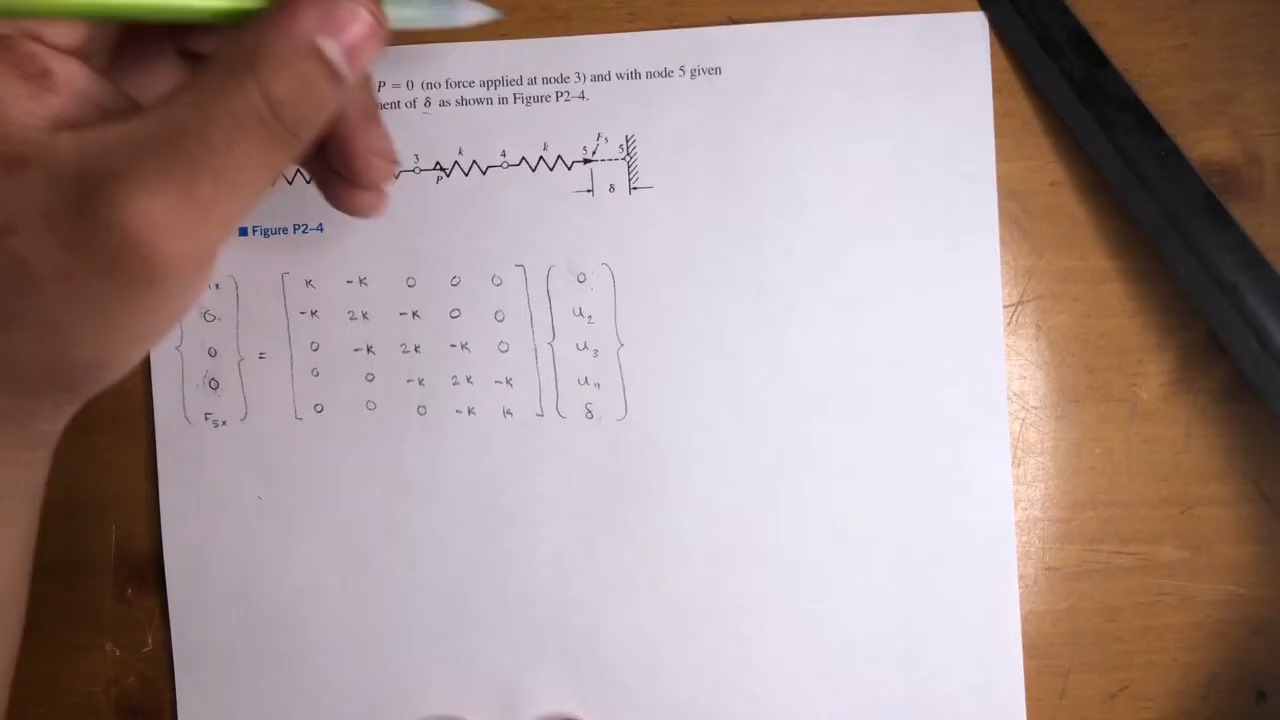 P = 0 (no force applied at node 3) and with node 5 given
of δ as shown in Figure P2–4.
3 k 4 k 5 F5 5
P
δ
Figure P2–4
K -K 0 0 0 0
0 -K 2K -K 0 0 u2
0 = 0 -K 2K -K 0 u3
0 0 0 -K 2K -K u4
F5x 0 0 0 -K K δ